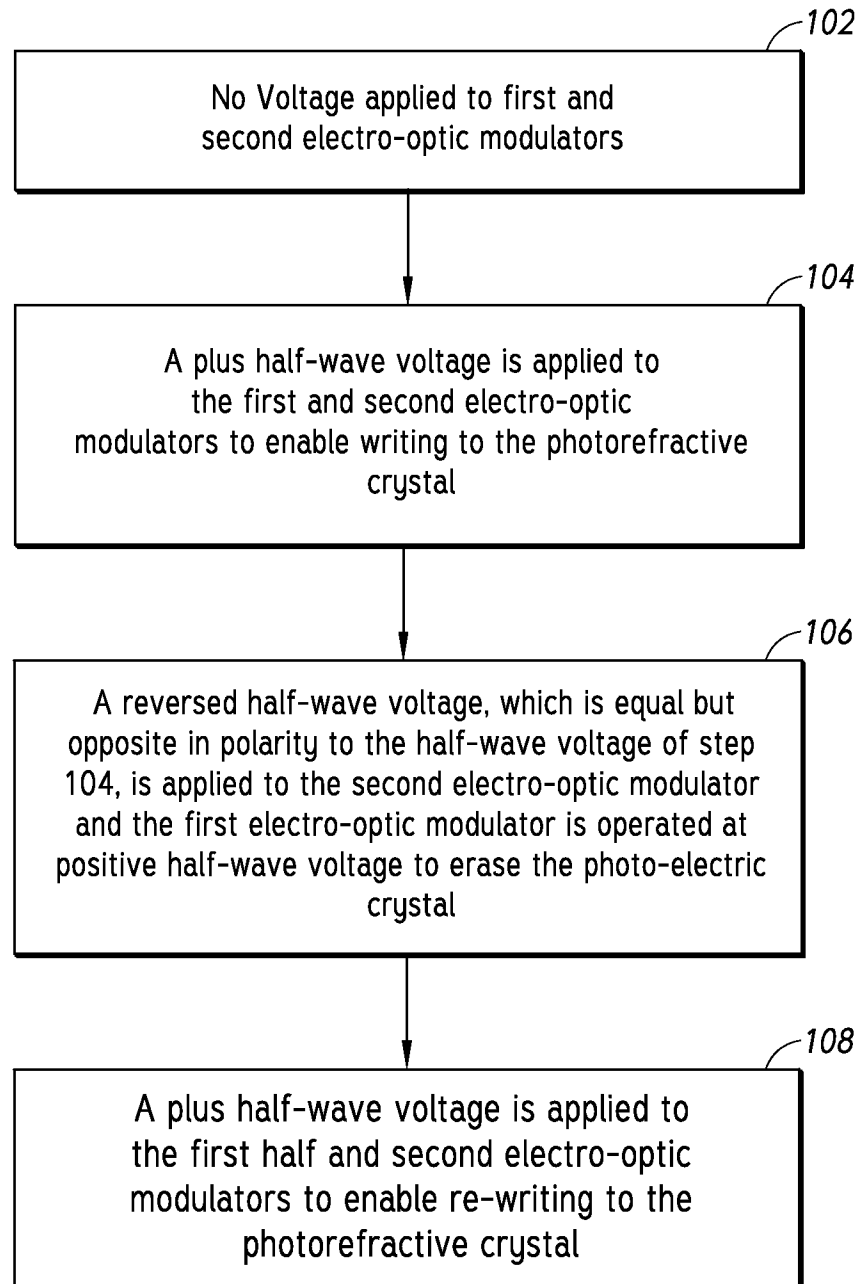 102
No Voltage applied to first and
second electro-optic modulators
104
A plus half-wave voltage is applied to
the first and second electro-optic
modulators to enable writing to the photorefractive
crystal
106
A reversed half-wave voltage, which is equal but
opposite in polarity to the half-wave voltage of step
104, is applied to the second electro-optic modulator
and the first electro-optic modulator is operated at
positive half-wave voltage to erase the photo-electric
crystal
108
A plus half-wave voltage is applied to
the first half and second electro-optic
modulators to enable re-writing to the
photorefractive crystal